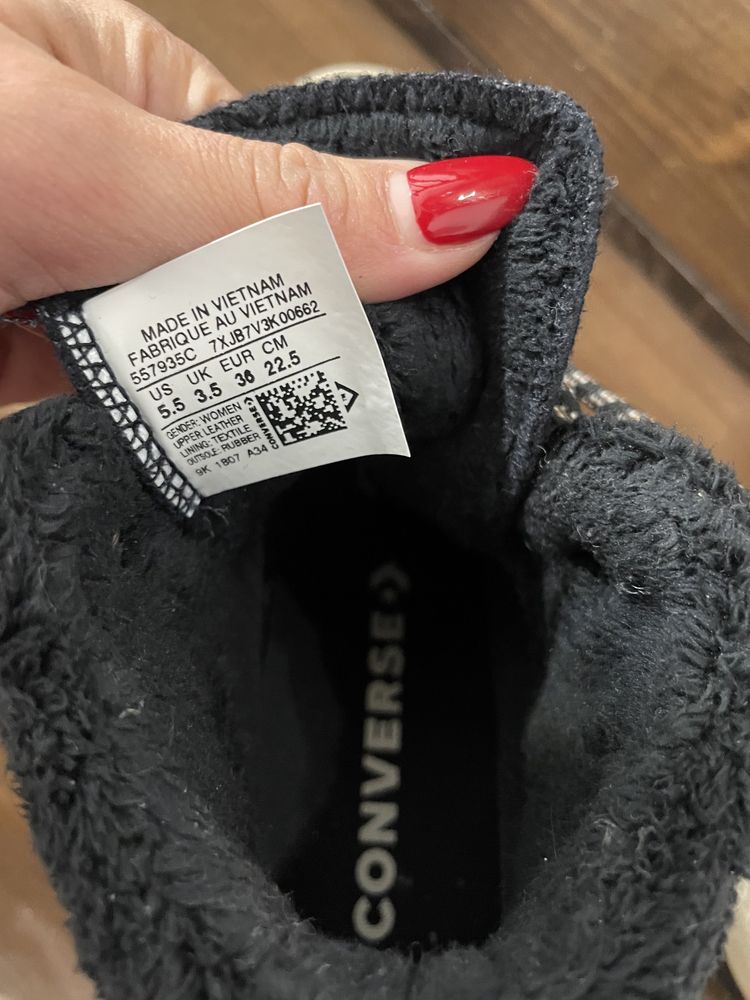 MADE IN VIETNAM
FABRIQUE AU VIETNAM
557935C 7XJB7V3K00662
US UK EUR CM
5.5 3.5 36 22.5
GENDER: WOMEN
UPPER: LEATHER
LINING: TEXTILE
OUTSOLE: RUBBER
9K 1B07 A34
CONVERSE
CONVERSE